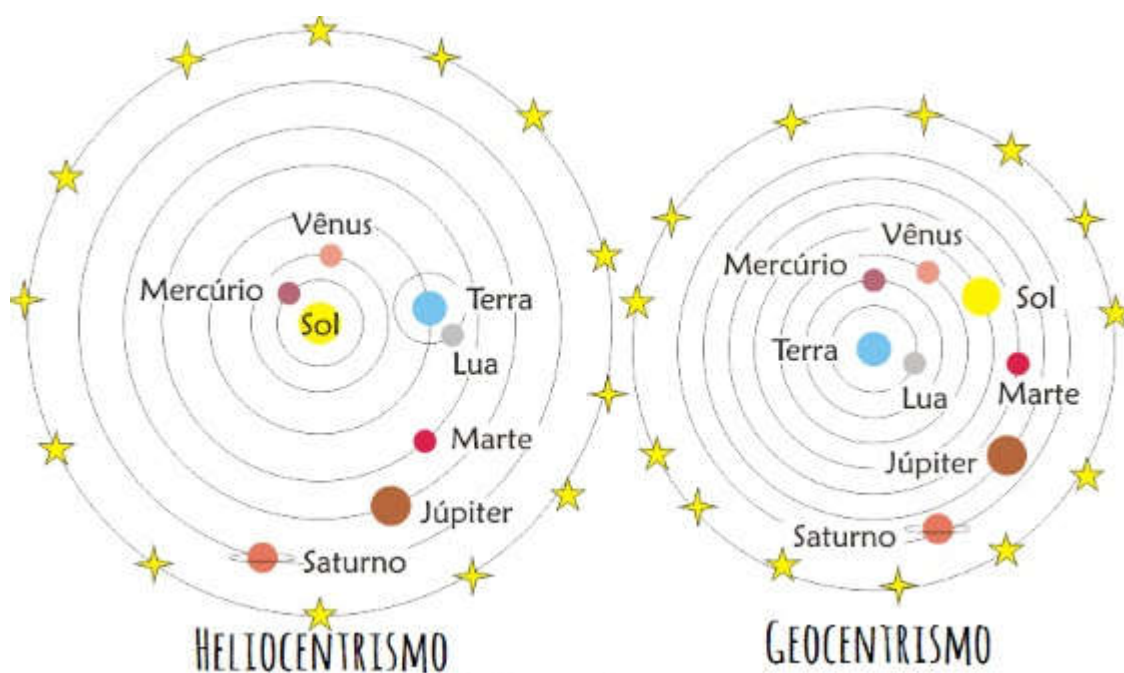 Vênus
Mercúrio
Sol
Terra
Lua
Marte
Júpiter
Saturno
HELIOCENTRISMO
Vênus
Mercúrio
Sol
Terra
Lua
Marte
Júpiter
Saturno
GEOCENTRISMO